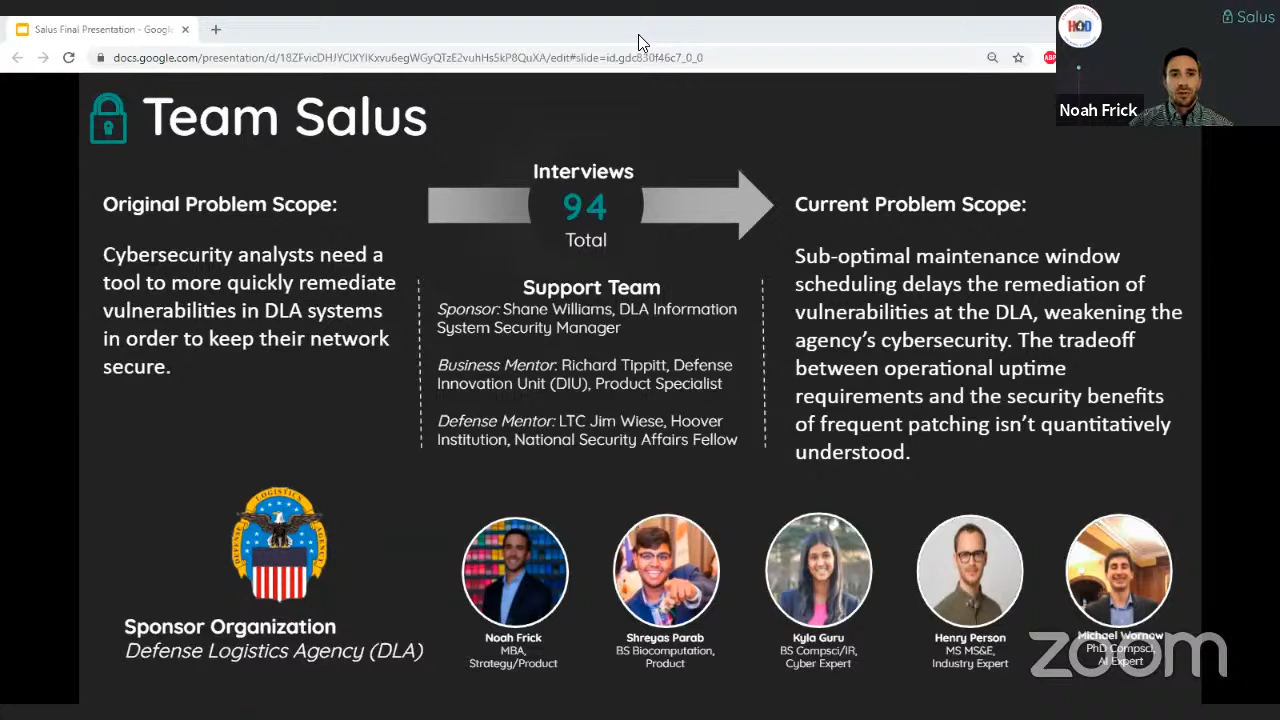 Salus Final Presentation - Google
docs.google.com/presentation/d/18ZFvicDHJYClXYlKxvu6egWGyQTzE2vuhHs5kP8QuXA/edit#slide=id.gdc830f46c7_0_0
ABP
H4D
Salus
Noah Frick
Team Salus
Interviews
94
Total
Original Problem Scope:
Cybersecurity analysts need a
tool to more quickly remediate
vulnerabilities in DLA systems
in order to keep their network
secure.
Support Team
Sponsor: Shane Williams, DLA Information
System Security Manager
Business Mentor: Richard Tippitt, Defense
Innovation Unit (DIU), Product Specialist
Defense Mentor: LTC Jim Wiese, Hoover
Institution, National Security Affairs Fellow
Current Problem Scope:
Sub-optimal maintenance window
scheduling delays the remediation of
vulnerabilities at the DLA, weakening the
agency's cybersecurity. The tradeoff
between operational uptime
requirements and the security benefits
of frequent patching isn't quantitatively
understood.
DEFENSE LOGISTICS AGENCY
Sponsor Organization
Defense Logistics Agency (DLA)
Noah Frick
MBA,
Strategy/Product
Shreyas Parab
BS Biocomputation,
Product
Kyla Guru
BS Compsci/IR,
Cyber Expert
Henry Person
MS MS&E,
Industry Expert
Michael Wornow
PhD Compsci,
AI Expert
zoom